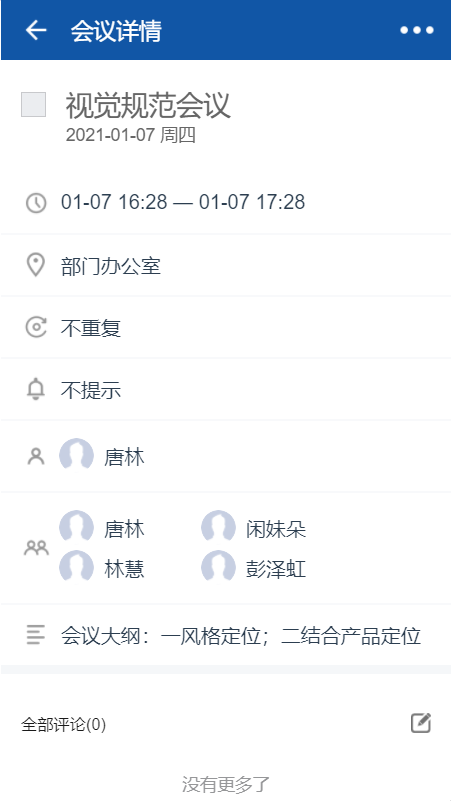 会议详情
视觉规范会议
2021-01-07 周四
01-07 16:28 — 01-07 17:28
部门办公室
不重复
不提示
唐林
唐林 闲妹朵
林慧 彭泽虹
会议大纲：一风格定位；二结合产品定位
全部评论(0)
没有更多了